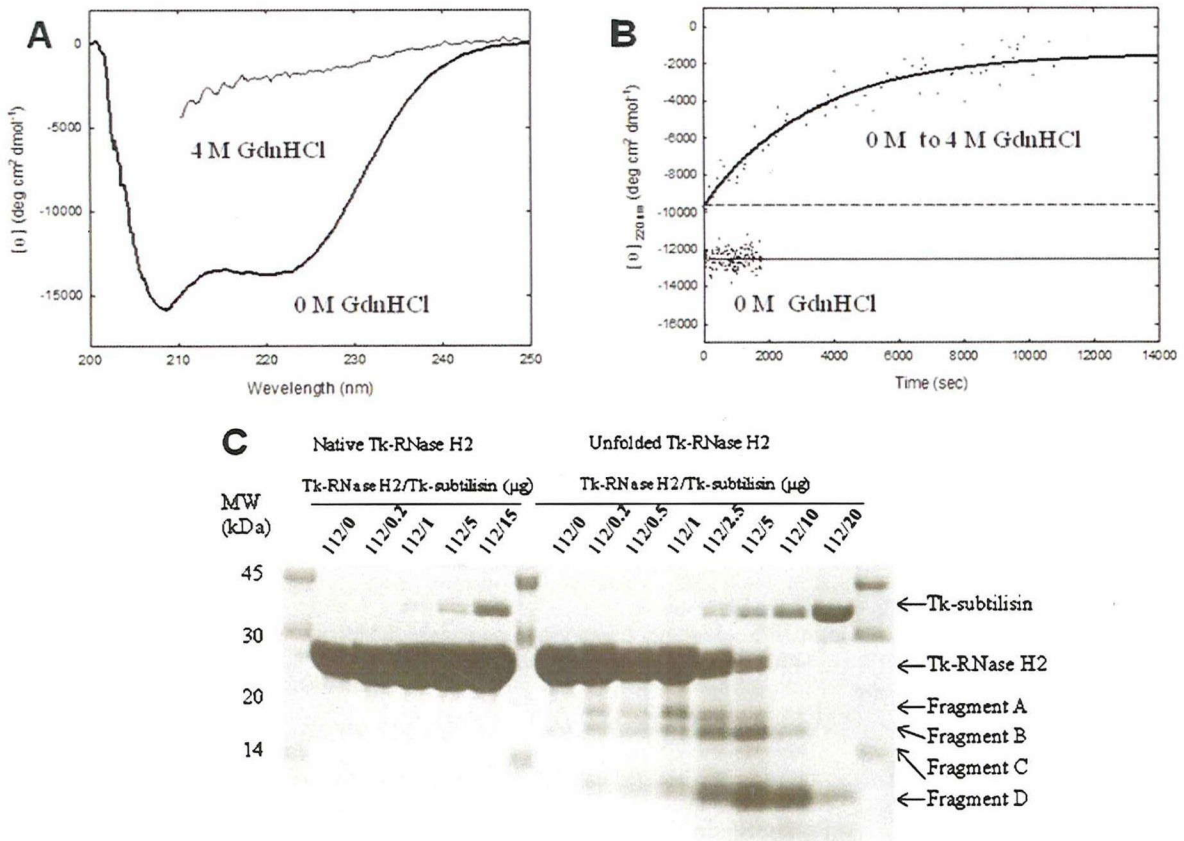 A
0
-5000
-10000
-15000
[θ] (deg cm² dmol⁻¹)
4 M GdnHCl
0 M GdnHCl
200 210 220 230 240 250
Wavelength (nm)
B
0
-2000
-4000
-6000
-8000
-10000
-12000
-14000
-16000
[θ]220 nm (deg cm² dmol⁻¹)
0 M to 4 M GdnHCl
0 M GdnHCl
0 2000 4000 6000 8000 10000 12000 14000
Time (sec)
C
Native Tk-RNase H2 Unfolded Tk-RNase H2
Tk-RNase H2/Tk-subtilisin (µg) Tk-RNase H2/Tk-subtilisin (µg)
MW
(kDa)
112/0 112/0.2 112/1 112/5 112/15 112/0 112/0.2 112/0.5 112/1 112/2.5 112/5 112/10 112/20
45
30
20
14
Tk-subtilisin
Tk-RNase H2
Fragment A
Fragment B
Fragment C
Fragment D